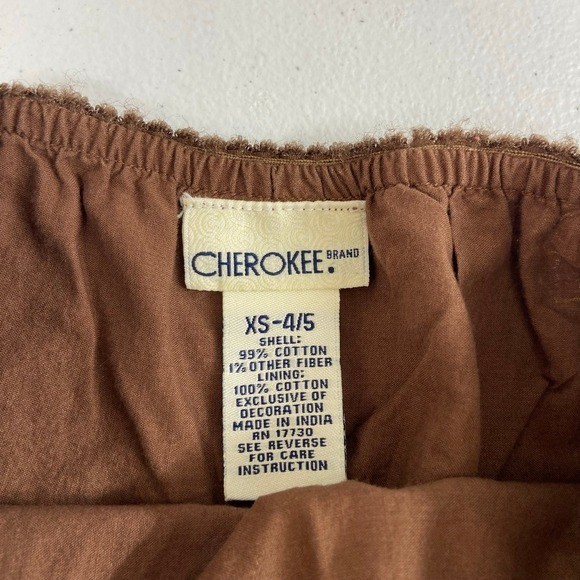 CHEROKEE. BRAND
XS-4/5
SHELL:
99% COTTON
1% OTHER FIBER
LINING:
100% COTTON
EXCLUSIVE OF
DECORATION
MADE IN INDIA
RN 17730
SEE REVERSE
FOR CARE
INSTRUCTION